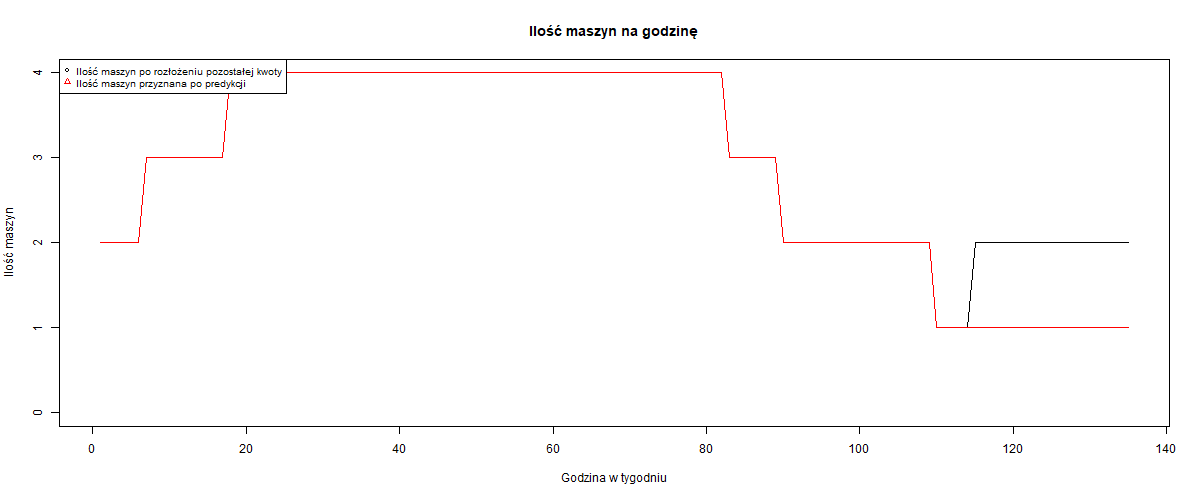 Ilość maszyn na godzinę
Ilość maszyn po rozłożeniu pozostałej kwoty
Ilość maszyn przyznana po predykcji
Ilość maszyn
4
3
2
1
0
0 20 40 60 80 100 120 140
Godzina w tygodniu